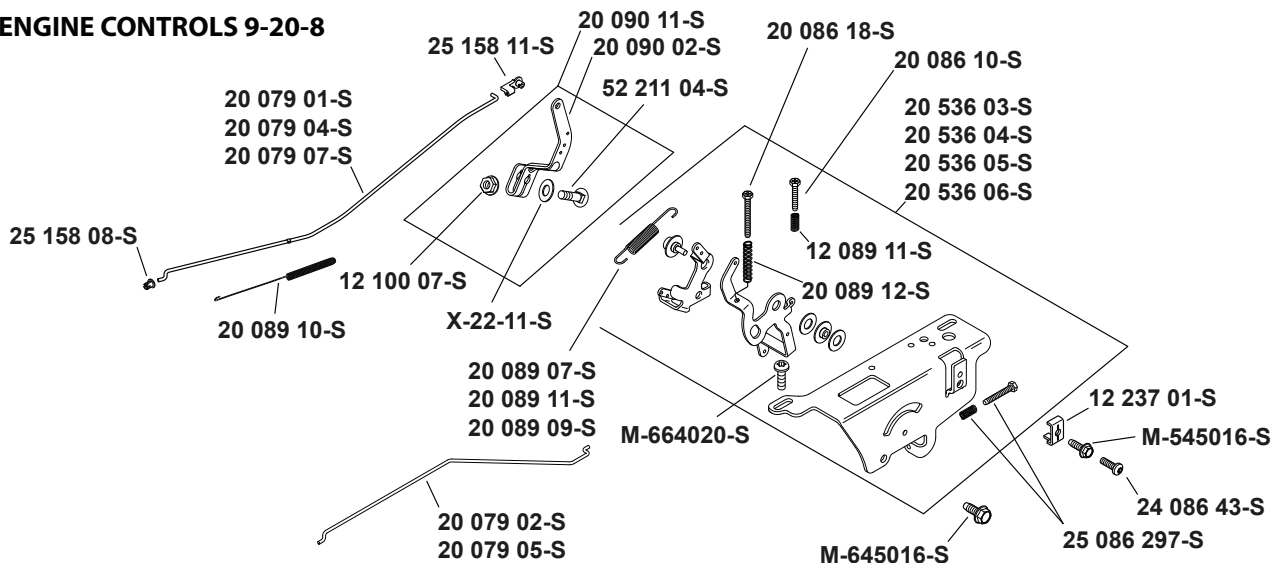 ENGINE CONTROLS 9-20-8
20 090 11-S
20 090 02-S
25 158 11-S
52 211 04-S
20 086 18-S
20 086 10-S
20 079 01-S
20 079 04-S
20 079 07-S
20 536 03-S
20 536 04-S
20 536 05-S
20 536 06-S
25 158 08-S
12 100 07-S
12 089 11-S
20 089 12-S
20 089 10-S
X-22-11-S
20 089 07-S
20 089 11-S
20 089 09-S
M-664020-S
12 237 01-S
M-545016-S
24 086 43-S
25 086 297-S
M-645016-S
20 079 02-S
20 079 05-S